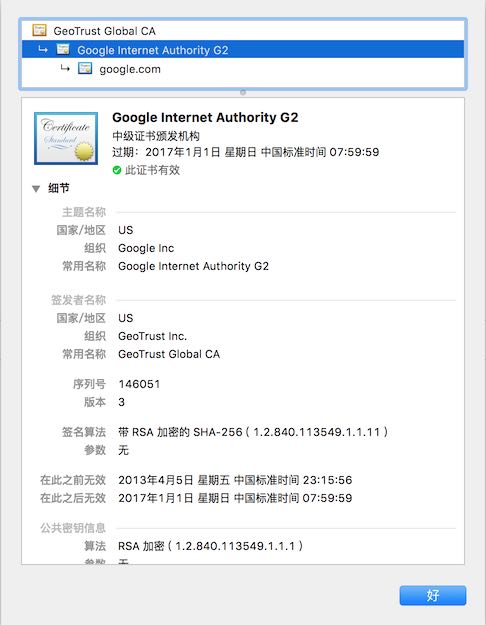 GeoTrust Global CA
Google Internet Authority G2
google.com
Certificate
Standard
Google Internet Authority G2
中级证书颁发机构
过期：2017年1月1日 星期日 中国标准时间 07:59:59
此证书有效
细节
主题名称
国家/地区 US
组织 Google Inc
常用名称 Google Internet Authority G2
签发者名称
国家/地区 US
组织 GeoTrust Inc.
常用名称 GeoTrust Global CA
序列号 146051
版本 3
签名算法 带 RSA 加密的 SHA-256 ( 1.2.840.113549.1.1.11 )
参数 无
在此之前无效 2013年4月5日 星期五 中国标准时间 23:15:56
在此之后无效 2017年1月1日 星期日 中国标准时间 07:59:59
公共密钥信息
算法 RSA 加密 ( 1.2.840.113549.1.1.1 )
参数 无
好